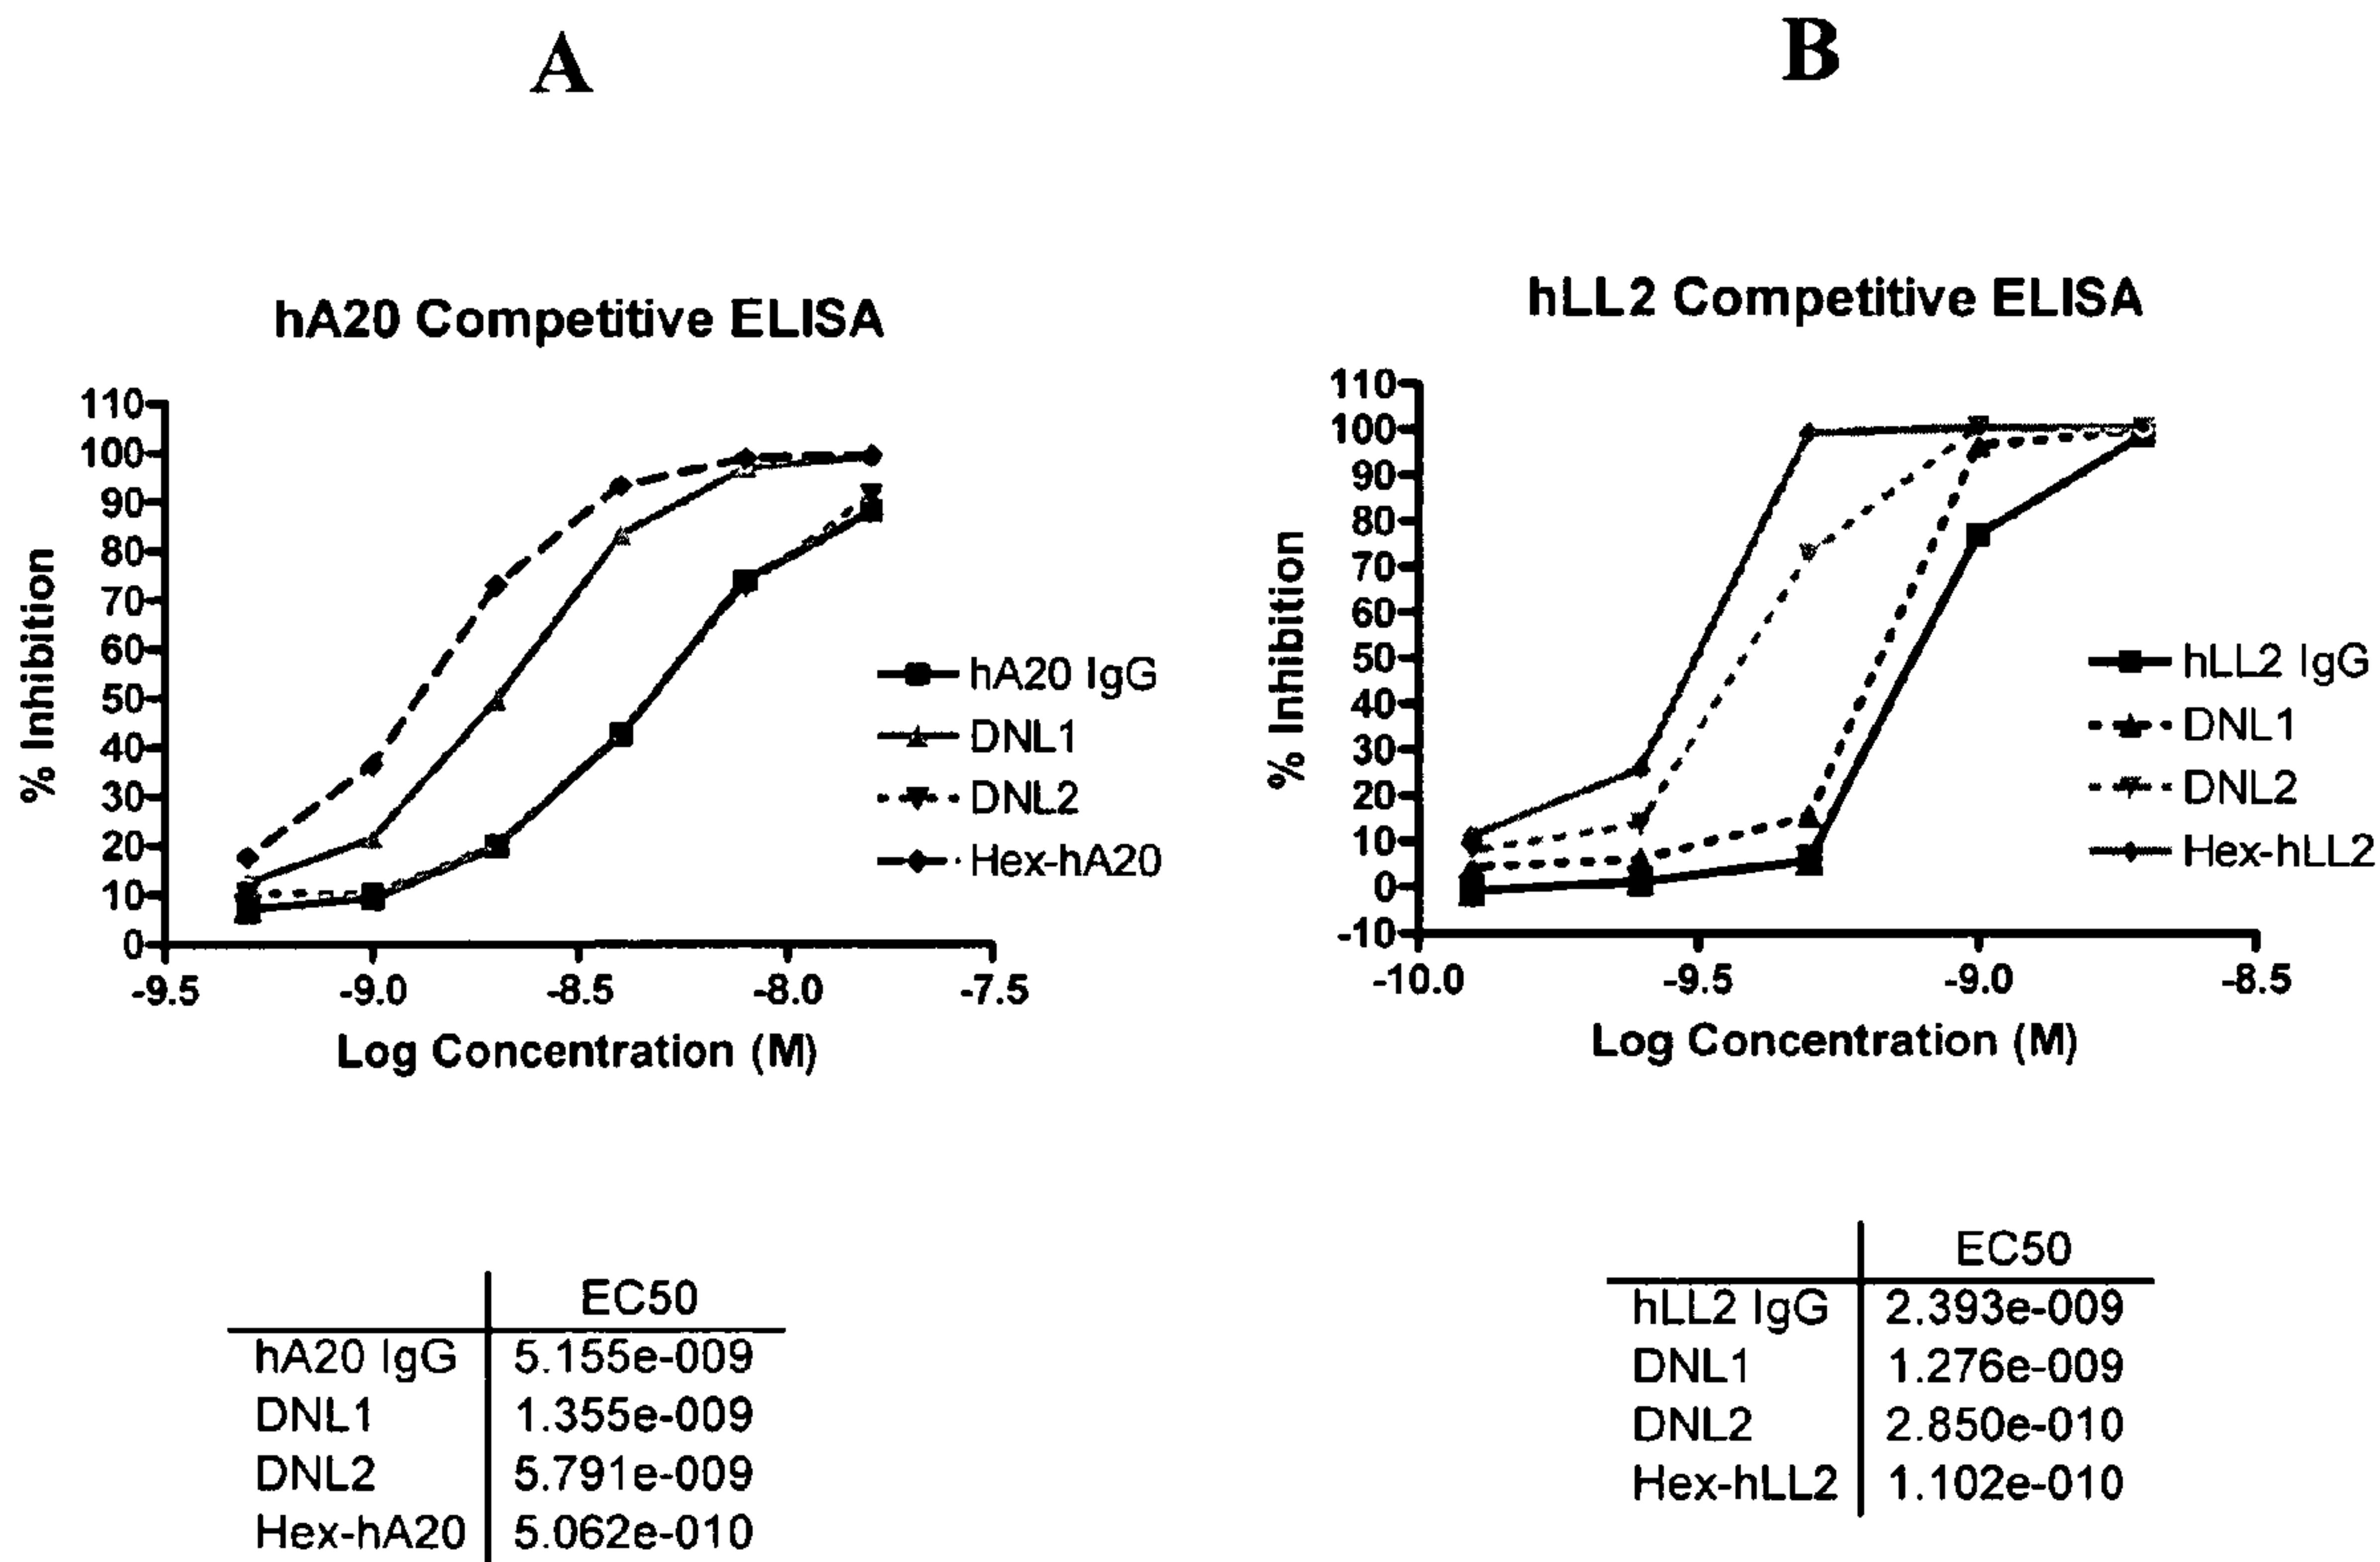 A
hA20 Competitive ELISA
110
100
90
80
70
60
50
40
30
20
10
0
% Inhibition
-9.5 -9.0 -8.5 -8.0 -7.5
Log Concentration (M)
hA20 IgG
DNL1
DNL2
Hex-hA20
EC50
hA20 IgG 5.155e-009
DNL1 1.355e-009
DNL2 5.791e-009
Hex-hA20 5.062e-010
B
hLL2 Competitive ELISA
110
100
90
80
70
60
50
40
30
20
10
0
-10
% Inhibition
-10.0 -9.5 -9.0 -8.5
Log Concentration (M)
hLL2 IgG
DNL1
DNL2
Hex-hLL2
EC50
hLL2 IgG 2.393e-009
DNL1 1.276e-009
DNL2 2.850e-010
Hex-hLL2 1.102e-010